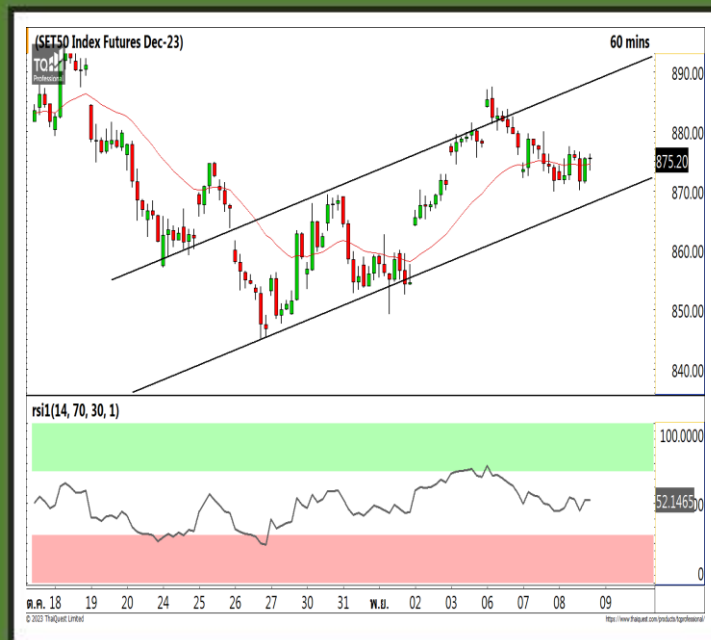 (SET50 Index Futures Dec-23) 60 mins
TQ
Professional
890.00
880.00
875.20
870.00
860.00
850.00
840.00
rsi1(14, 70, 30, 1)
100.0000
52.1465
0
ต.ค. 18 19 20 24 25 26 27 30 31 พ.ย. 02 03 06 07 08 09
© 2023 ThaiQuest Limited https://www.thaiquest.com/products/tqprofessional/